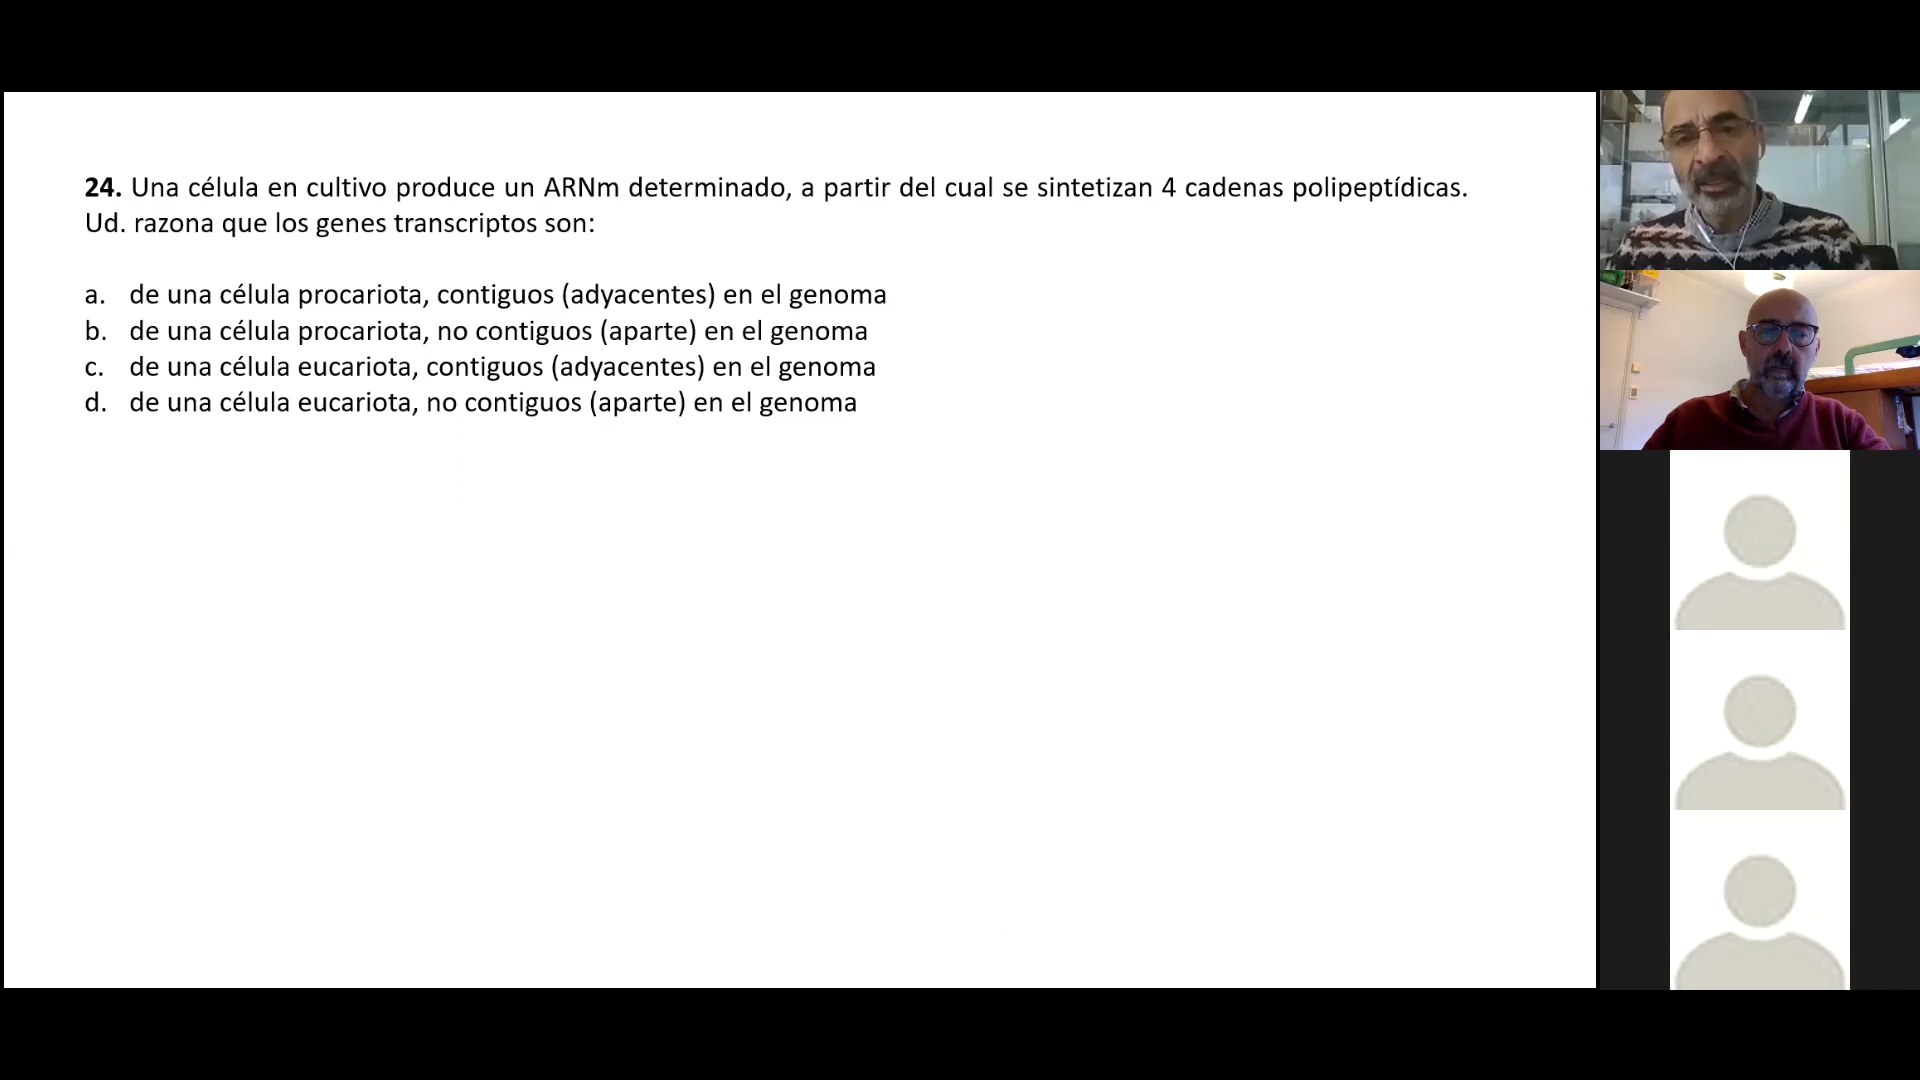 24. Una célula en cultivo produce un ARNm determinado, a partir del cual se sintetizan 4 cadenas polipeptídicas.
Ud. razona que los genes transcriptos son:
a. de una célula procariota, contiguos (adyacentes) en el genoma
b. de una célula procariota, no contiguos (aparte) en el genoma
c. de una célula eucariota, contiguos (adyacentes) en el genoma
d. de una célula eucariota, no contiguos (aparte) en el genoma